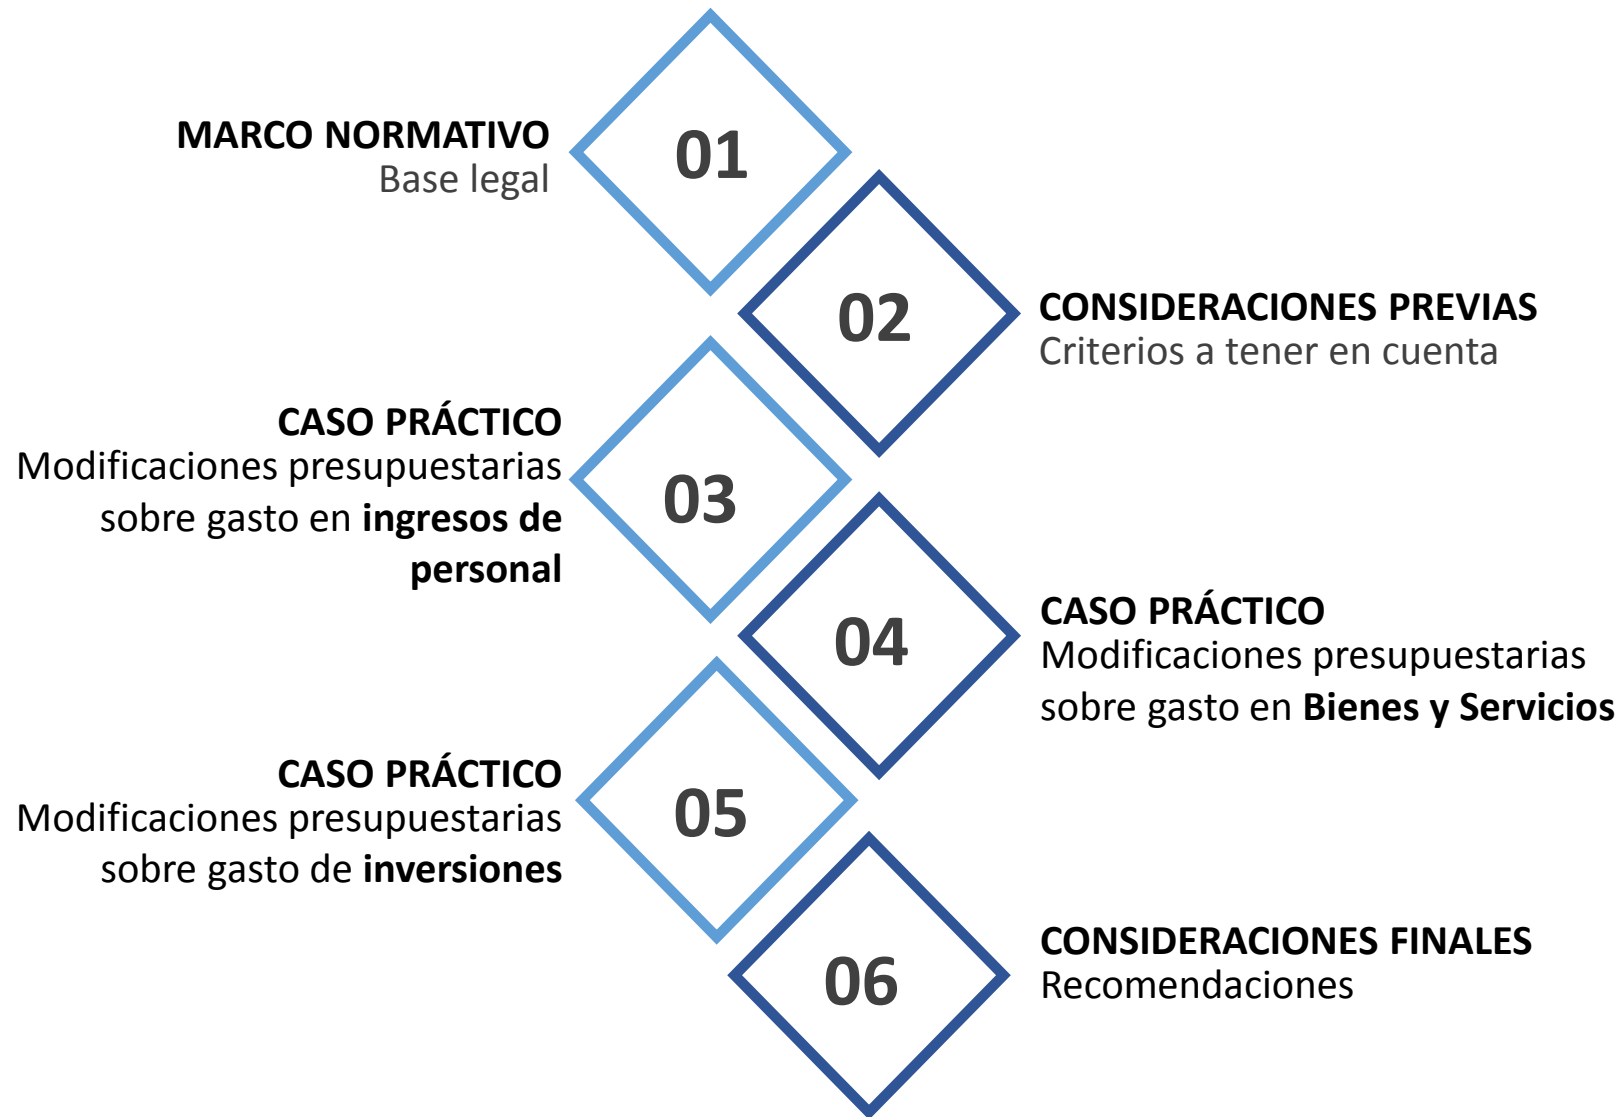 01
MARCO NORMATIVO
Base legal
02
CONSIDERACIONES PREVIAS
Criterios a tener en cuenta
03
CASO PRÁCTICO
Modificaciones presupuestarias
sobre gasto en ingresos de
personal
04
CASO PRÁCTICO
Modificaciones presupuestarias
sobre gasto en Bienes y Servicios
05
CASO PRÁCTICO
Modificaciones presupuestarias
sobre gasto de inversiones
06
CONSIDERACIONES FINALES
Recomendaciones